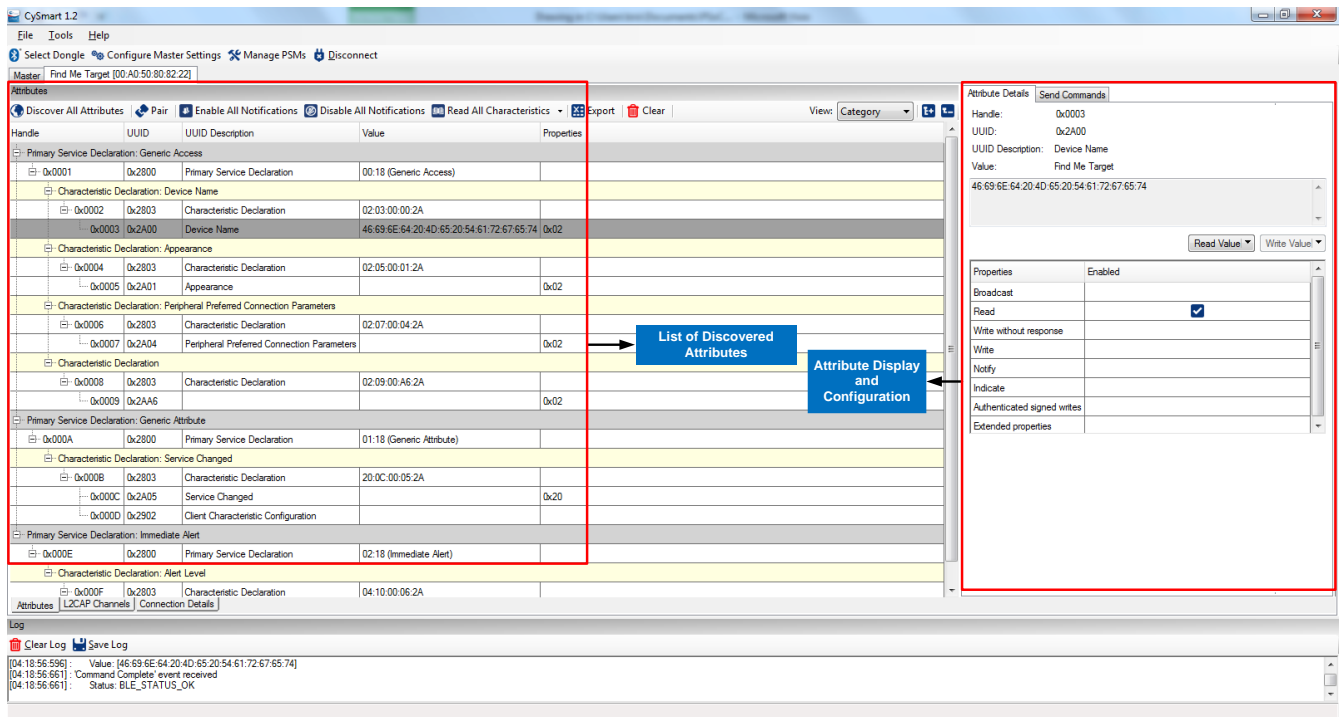 CySmart 1.2
File Tools Help
Select Dongle Configure Master Settings Manage PSMs Disconnect
Master Find Me Target [00:A0:50:80:82:22]
Attributes
Discover All Attributes Pair Enable All Notifications Disable All Notifications Read All Characteristics Export Clear View: Category
Handle UUID UUID Description Value Properties
Primary Service Declaration: Generic Access
0x0001 0x2800 Primary Service Declaration 00:18 (Generic Access)
Characteristic Declaration: Device Name
0x0002 0x2803 Characteristic Declaration 02:03:00:00:2A
0x0003 0x2A00 Device Name 46:69:6E:64:20:4D:65:20:54:61:72:67:65:74 0x02
Characteristic Declaration: Appearance
0x0004 0x2803 Characteristic Declaration 02:05:00:01:2A
0x0005 0x2A01 Appearance 0x02
Characteristic Declaration: Peripheral Preferred Connection Parameters
0x0006 0x2803 Characteristic Declaration 02:07:00:04:2A
0x0007 0x2A04 Peripheral Preferred Connection Parameters 0x02
Characteristic Declaration
0x0008 0x2803 Characteristic Declaration 02:09:00:A6:2A
0x0009 0x2AA6 0x02
Primary Service Declaration: Generic Attribute
0x000A 0x2800 Primary Service Declaration 01:18 (Generic Attribute)
Characteristic Declaration: Service Changed
0x000B 0x2803 Characteristic Declaration 20:0C:00:05:2A
0x000C 0x2A05 Service Changed 0x20
0x000D 0x2902 Client Characteristic Configuration
Primary Service Declaration: Immediate Alert
0x000E 0x2800 Primary Service Declaration 02:18 (Immediate Alert)
Characteristic Declaration: Alert Level
0x000F 0x2803 Characteristic Declaration 04:10:00:06:2A
Attributes L2CAP Channels Connection Details
List of Discovered
Attributes
Attribute Display
and
Configuration
Attribute Details Send Commands
Handle: 0x0003
UUID: 0x2A00
UUID Description: Device Name
Value: Find Me Target
46:69:6E:64:20:4D:65:20:54:61:72:67:65:74
Read Value Write Value
Properties Enabled
Broadcast
Read
Write without response
Write
Notify
Indicate
Authenticated signed writes
Extended properties
Log
Clear Log Save Log
[04:18:56:596] : Value: [46:69:6E:64:20:4D:65:20:54:61:72:67:65:74]
[04:18:56:661] : 'Command Complete' event received
[04:18:56:661] : Status: BLE_STATUS_OK